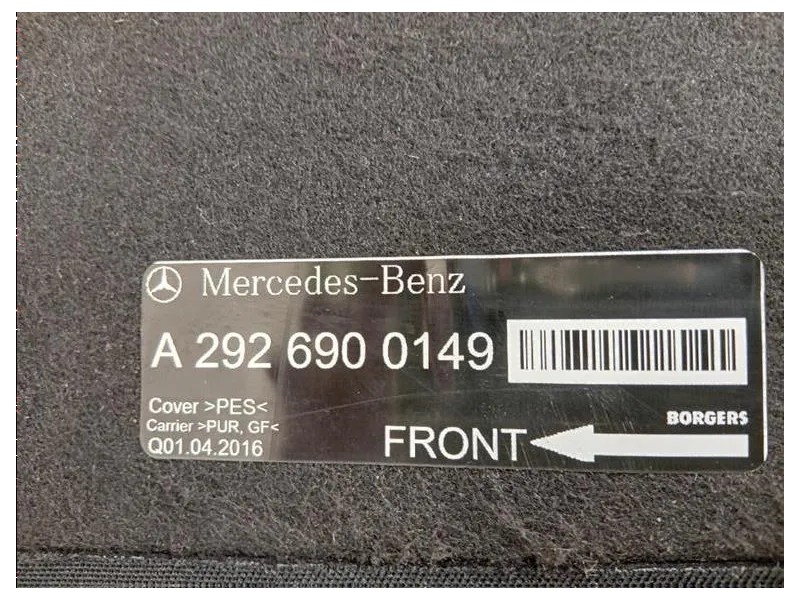 Mercedes-Benz
A 292 690 0149
Cover >PES<
Carrier >PUR, GF<
Q01.04.2016
BORGERS
FRONT